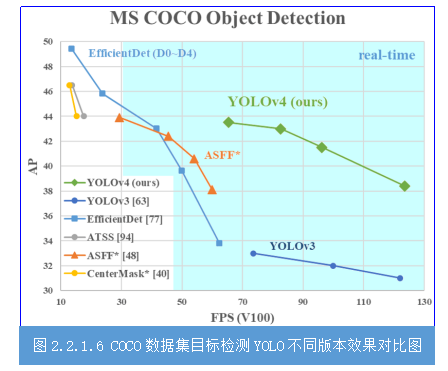 MS COCO Object Detection
EfficientDet (D0~D4)
real-time
YOLOv4 (ours)
ASFF*
YOLOv3
AP
50
48
46
44
42
40
38
36
34
32
30
YOLOv4 (ours)
YOLOv3 [63]
EfficientDet [77]
ATSS [94]
ASFF* [48]
CenterMask* [40]
10
30
50
70
90
110
130
FPS (V100)
图 2.2.1.6 COCO 数据集目标检测 YOLO 不同版本效果对比图